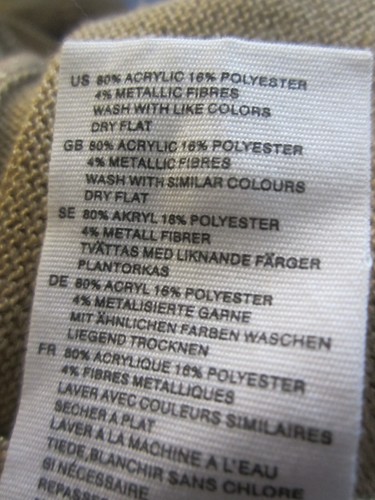 US 80% ACRYLIC 16% POLYESTER
4% METALLIC FIBRES
WASH WITH LIKE COLORS
DRY FLAT
GB 80% ACRYLIC 16% POLYESTER
4% METALLIC FIBRES
WASH WITH SIMILAR COLOURS
DRY FLAT
SE 80% AKRYL 16% POLYESTER
4% METALL FIBRER
TVÄTTAS MED LIKNANDE FÄRGER
PLANTORKAS
DE 80% ACRYL 16% POLYESTER
4% METALISIERTE GARNE
MIT ÄHNLICHEN FARBEN WASCHEN
LIEGEND TROCKNEN
FR 80% ACRYLIQUE 16% POLYESTER
4% FIBRES METALLIQUES
LAVER AVEC COULEURS SIMILAIRES
SECHER A PLAT
LAVER A LA MACHINE A L'EAU
TIEDE, BLANCHIR SANS CHLORE
SI NÉCESSAIRE